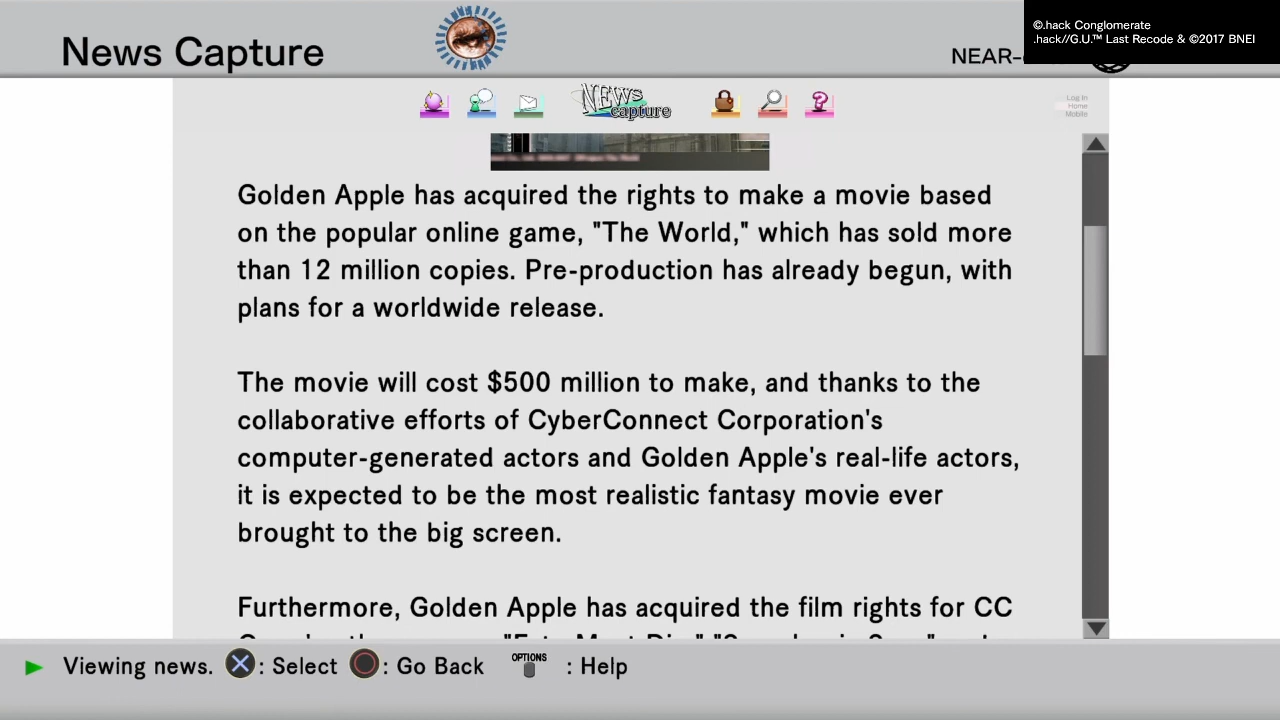 ©.hack Conglomerate
.hack//G.U.™ Last Recode & ©2017 BNEI
News Capture
NEAR-
NEWS
capture
Log In
Home
Mobile
Golden Apple has acquired the rights to make a movie based
on the popular online game, "The World," which has sold more
than 12 million copies. Pre-production has already begun, with
plans for a worldwide release.
The movie will cost $500 million to make, and thanks to the
collaborative efforts of CyberConnect Corporation's
computer-generated actors and Golden Apple's real-life actors,
it is expected to be the most realistic fantasy movie ever
brought to the big screen.
Furthermore, Golden Apple has acquired the film rights for CC
Viewing news. : Select : Go Back OPTIONS : Help